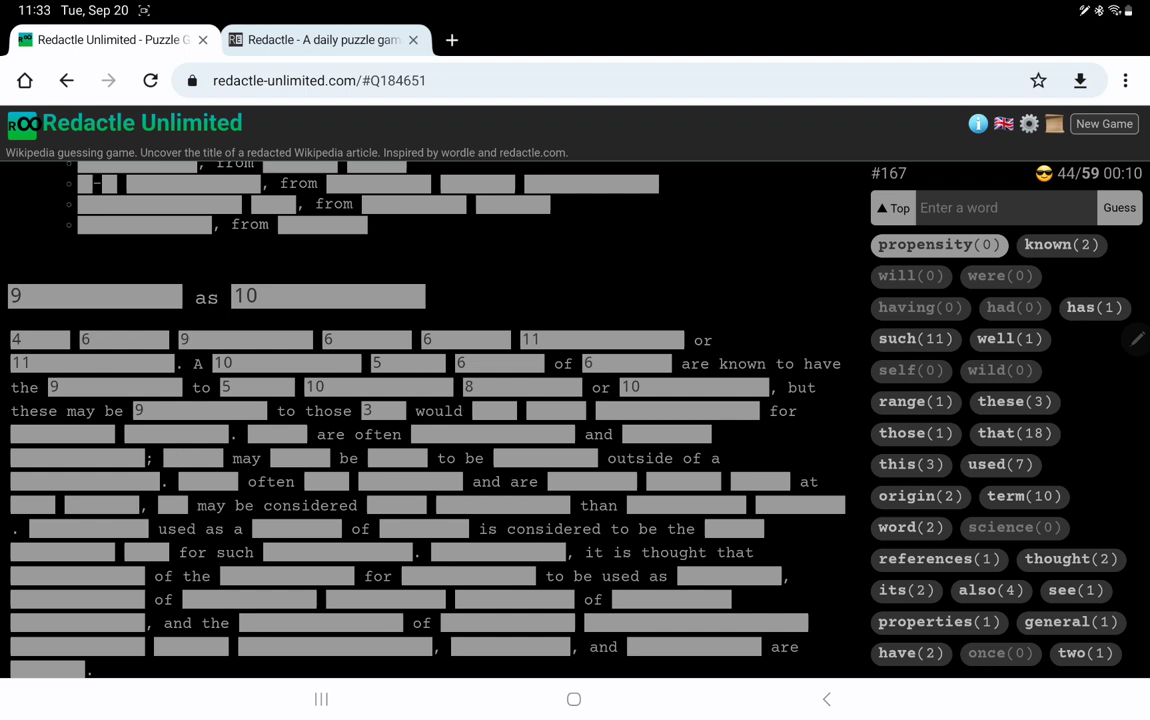 11:33 Tue, Sep 20
Redactle Unlimited - Puzzle G
Redactle - A daily puzzle gam
redactle-unlimited.com/#Q184651
Redactle Unlimited
Wikipedia guessing game. Uncover the title of a redacted Wikipedia article. Inspired by wordle and redactle.com.
New Game
, from
- , from
, from
, from
9 as 10
4 6 9 6 6 11 or
11 . A 10 5 6 of 6 are known to have
the 9 to 5 10 8 or 10 , but
these may be 9 to those 3 would for
. are often and
; may be to be outside of a
. often and are at
, may be considered than
. used as a of is considered to be the
for such . , it is thought that
of the for to be used as ,
of of
, and the of
, , and are
.
#167 44/59 00:10
Top Enter a word Guess
propensity(0) known(2)
will(0) were(0)
having(0) had(0) has(1)
such(11) well(1)
self(0) wild(0)
range(1) these(3)
those(1) that(18)
this(3) used(7)
origin(2) term(10)
word(2) science(0)
references(1) thought(2)
its(2) also(4) see(1)
properties(1) general(1)
have(2) once(0) two(1)